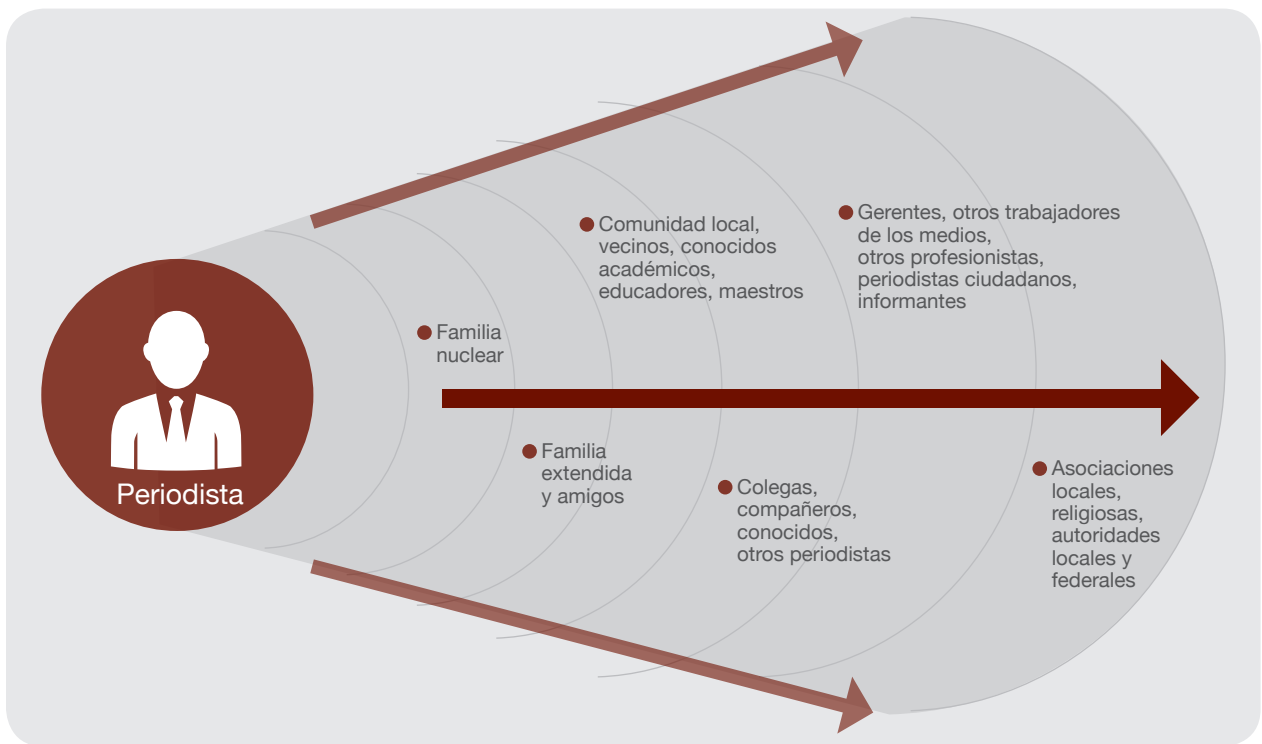 Periodista
Familia
nuclear
Familia
extendida
y amigos
Comunidad local,
vecinos, conocidos
académicos,
educadores, maestros
Colegas,
compañeros,
conocidos,
otros periodistas
Gerentes, otros trabajadores
de los medios,
otros profesionistas,
periodistas ciudadanos,
informantes
Asociaciones
locales,
religiosas,
autoridades
locales y
federales